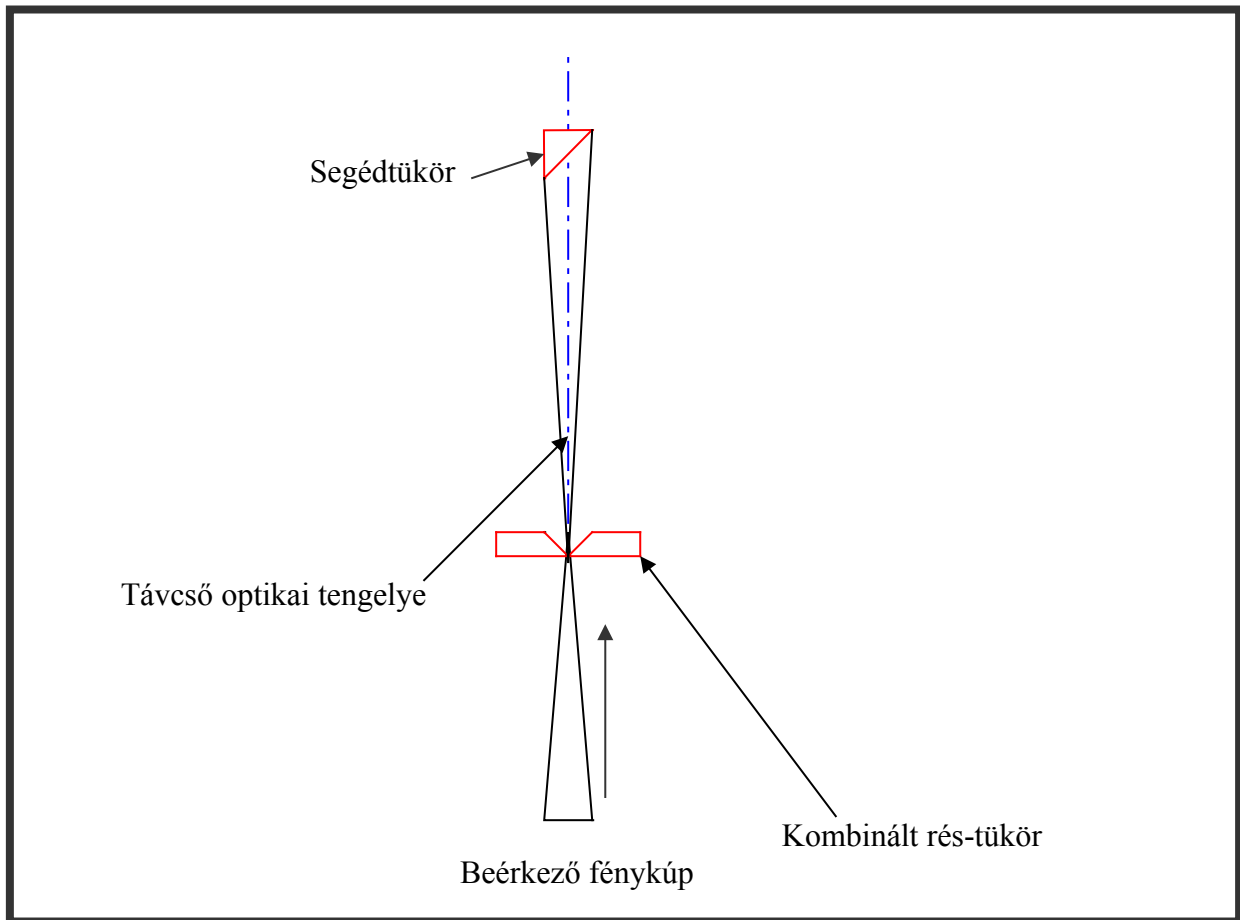 Segédtükör
Távcső optikai tengelye
Kombinált rés-tükör
Beérkező fénykúp